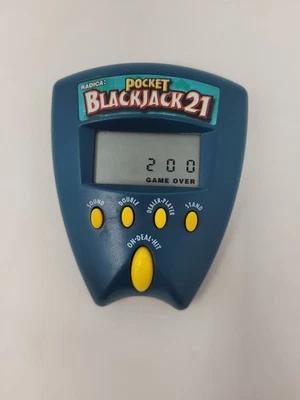 RADICA:
POCKET
BLACKJACK 21
200
GAME OVER
SOUND
DOUBLE
DEALER-PLAYER
STAND
ON-DEAL-HIT